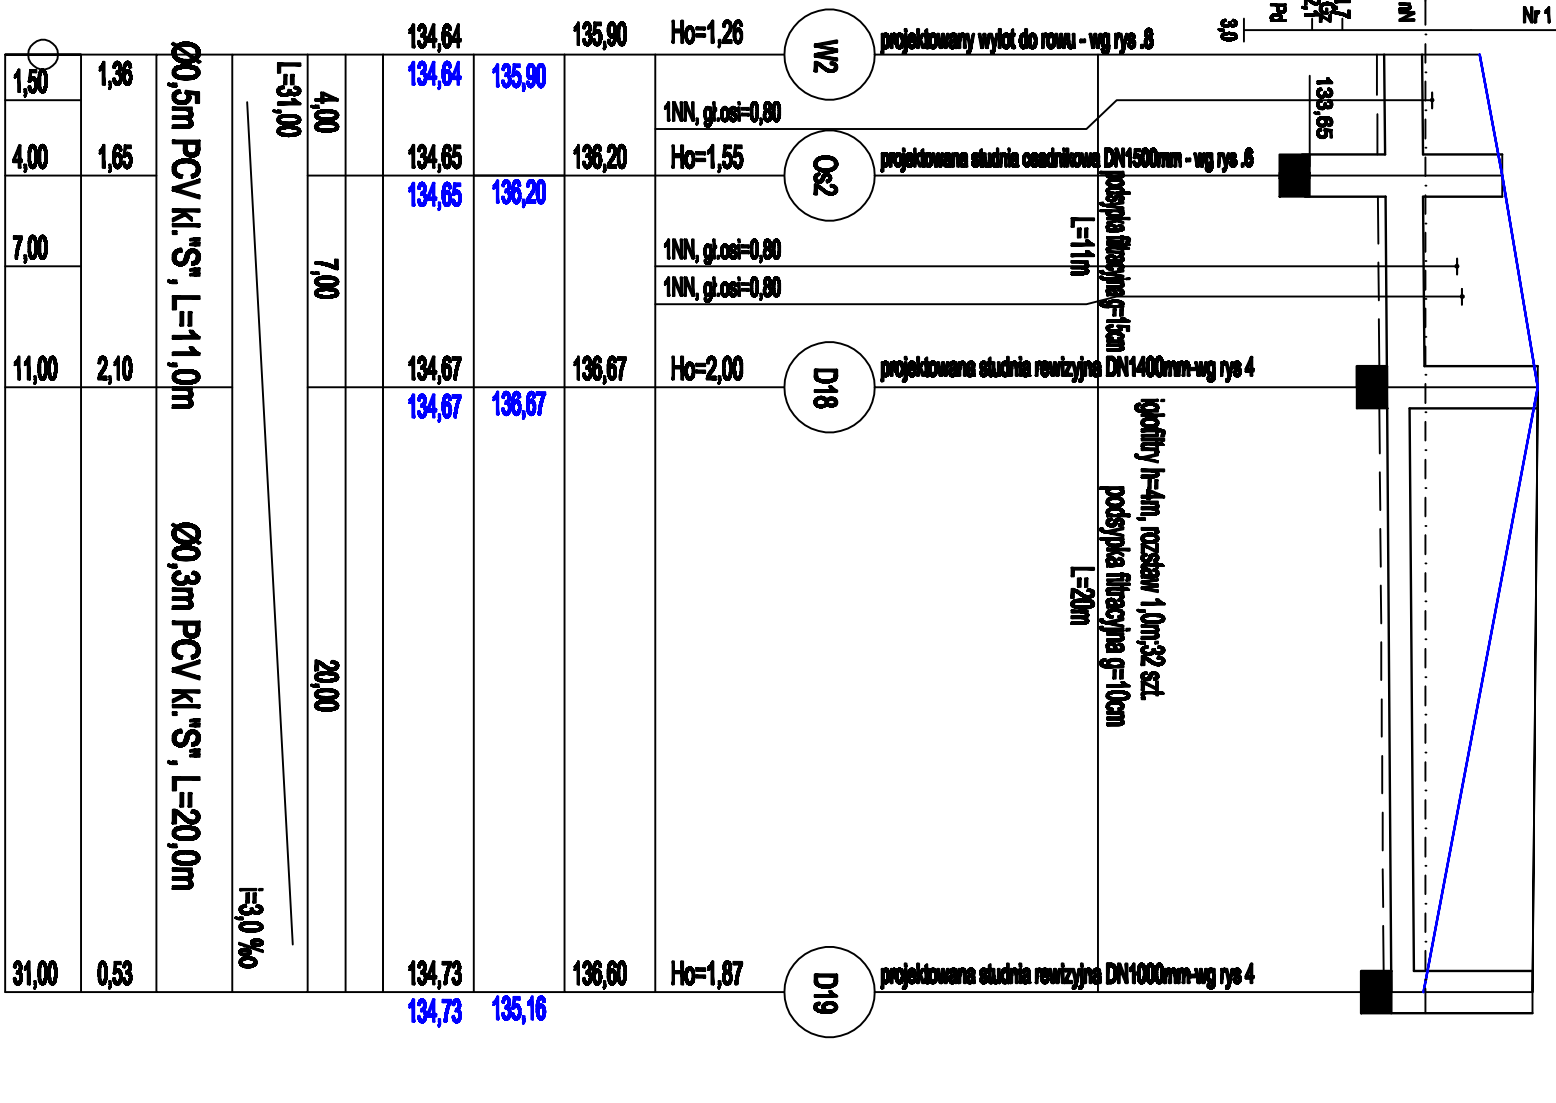 134,64
135,90
Ho=1,26
W2
projektowany wylot do rowu - wg rys .8
1,50
1,36
134,64
135,90
L=31,00
4,00
1NN, gł.osi=0,80
133,65
3,0
Pd
Nr 1
4,00
1,65
134,65
136,20
Ho=1,55
Os2
projektowana studnia osadnikowa DN1500mm - wg rys .6
134,65
136,20
Ø0,5m PCV kl."S", L=11,0m
podsypka filtracyjna g=15cm
L=11m
7,00
7,00
1NN, gł.osi=0,80
1NN, gł.osi=0,80
11,00
2,10
134,67
136,67
Ho=2,00
D18
projektowana studnia rewizyjna DN1400mm-wg rys 4
134,67
136,67
igłofiltry h=4m, rozstaw 1,0m;32 szt.
podsypka filtracyjna g=10cm
L=20m
Ø0,3m PCV kl."S", L=20,0m
20,00
i=3,0 ‰
31,00
0,53
134,73
136,60
Ho=1,87
D19
projektowana studnia rewizyjna DN1000mm-wg rys 4
134,73
135,16